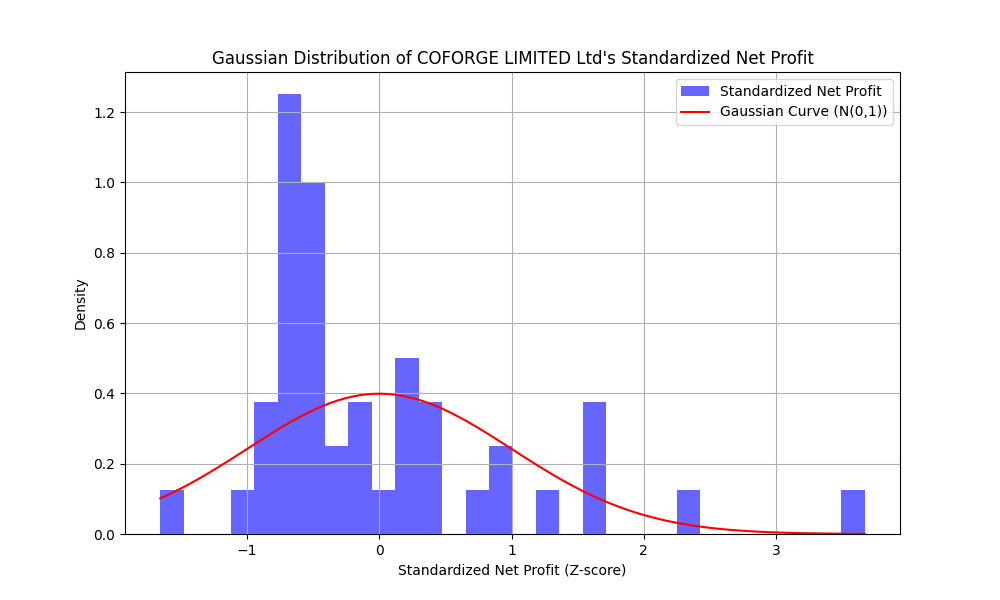 Gaussian Distribution of COFORGE LIMITED Ltd's Standardized Net Profit
Standardized Net Profit
Gaussian Curve (N(0,1))
1.2
1.0
0.8
0.6
0.4
0.2
0.0
Density
−1
0
1
2
3
Standardized Net Profit (Z-score)